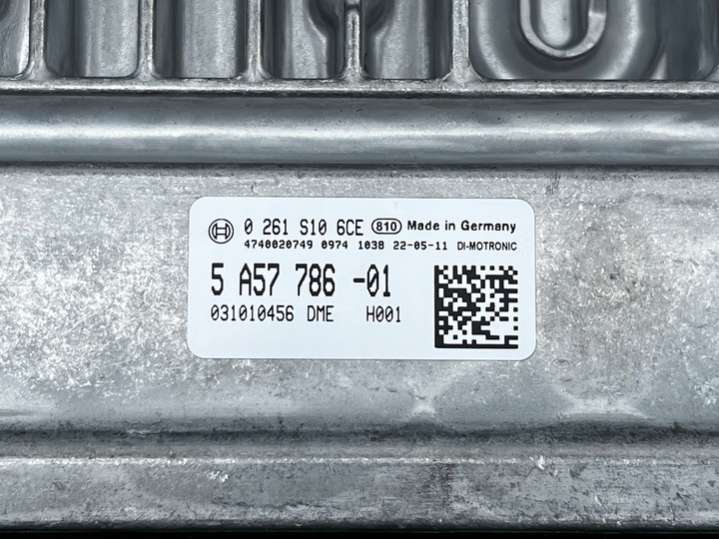 0 261 S10 6CE 810 Made in Germany
4740020749 0974 1038 22-05-11 DI-MOTRONIC
5 A57 786 -01
031010456 DME H001